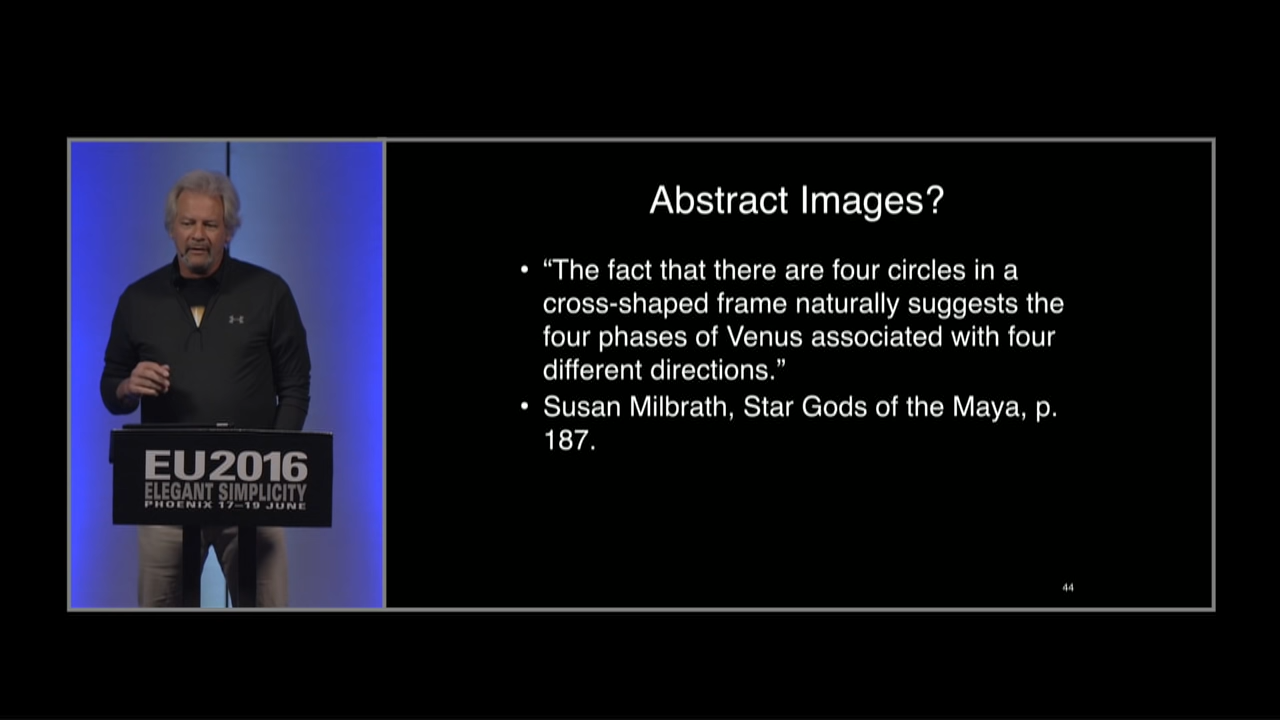 Abstract Images?
• “The fact that there are four circles in a
cross-shaped frame naturally suggests the
four phases of Venus associated with four
different directions.”
• Susan Milbrath, Star Gods of the Maya, p.
187.
44
EU2016
ELEGANT SIMPLICITY
PHOENIX 17–19 JUNE